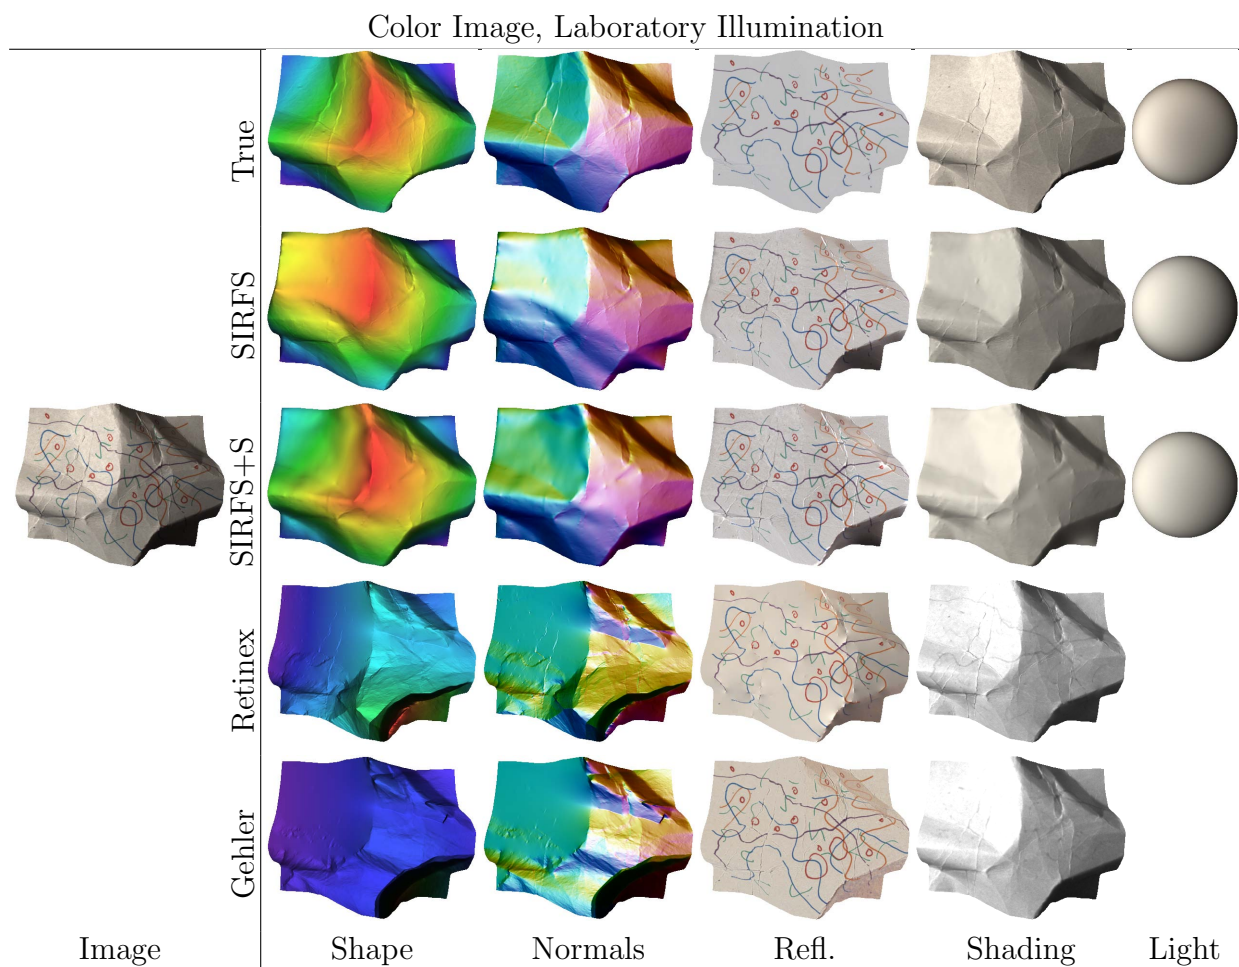 Color Image, Laboratory Illumination
True
SIRFS
SIRFS+S
Retinex
Gehler
Image Shape Normals Refl. Shading Light